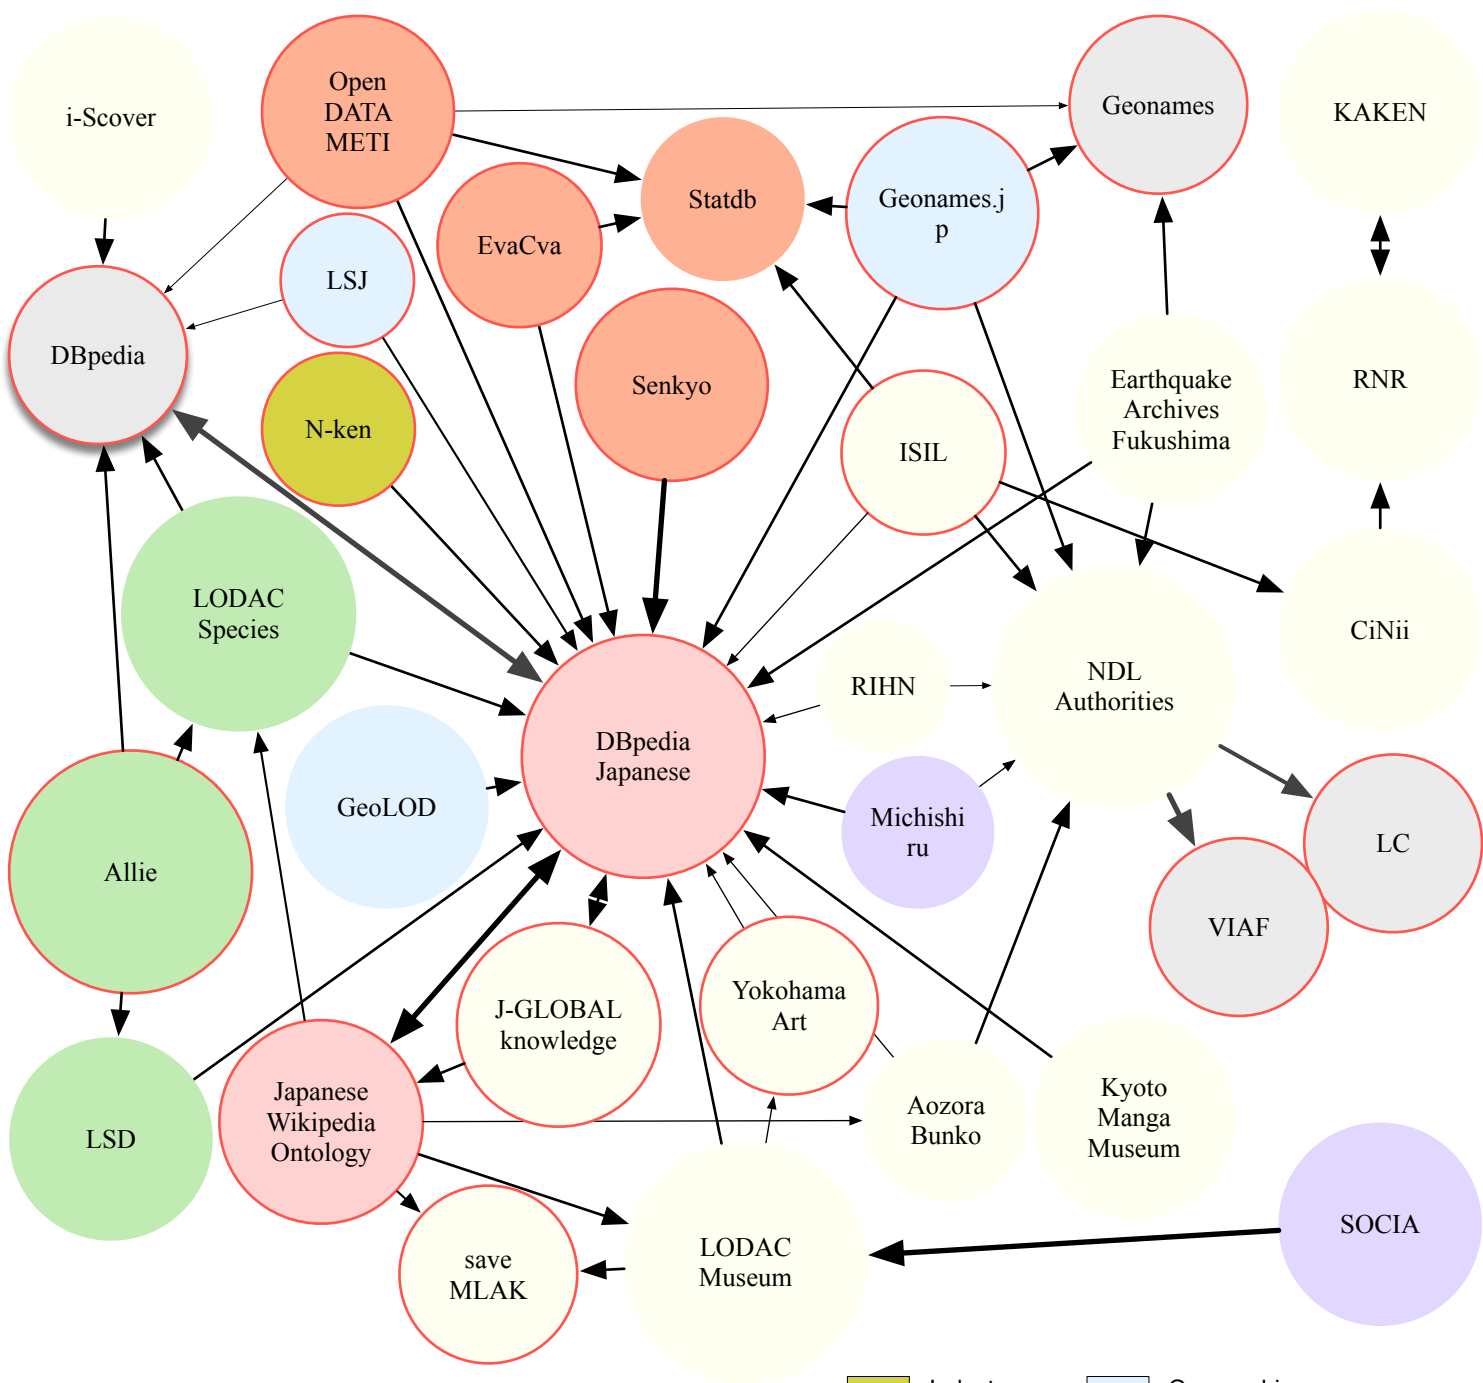 i-Scover
Open
DATA
METI
Geonames
KAKEN
Statdb
Geonames.j
p
EvaCva
LSJ
DBpedia
Senkyo
N-ken
ISIL
Earthquake
Archives
Fukushima
RNR
LODAC
Species
CiNii
RIHN
NDL
Authorities
DBpedia
Japanese
GeoLOD
Michishi
ru
Allie
LC
VIAF
J-GLOBAL
knowledge
Yokohama
Art
Japanese
Wikipedia
Ontology
Aozora
Bunko
Kyoto
Manga
Museum
LSD
SOCIA
save
MLAK
LODAC
Museum